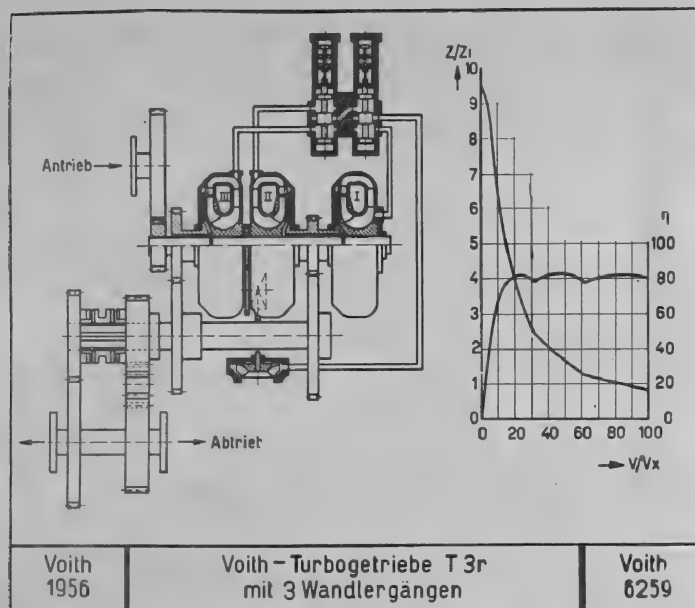 Antrieb
III
II
I
Abtrieb
Z/Z1
10
9
8
7
6
5
4
3
2
1
0
η
100
80
60
40
20
0
0 20 40 60 80 100
V/Vx
Voith
1956
Voith-Turbogetriebe T 3r
mit 3 Wandlergängen
Voith
6259